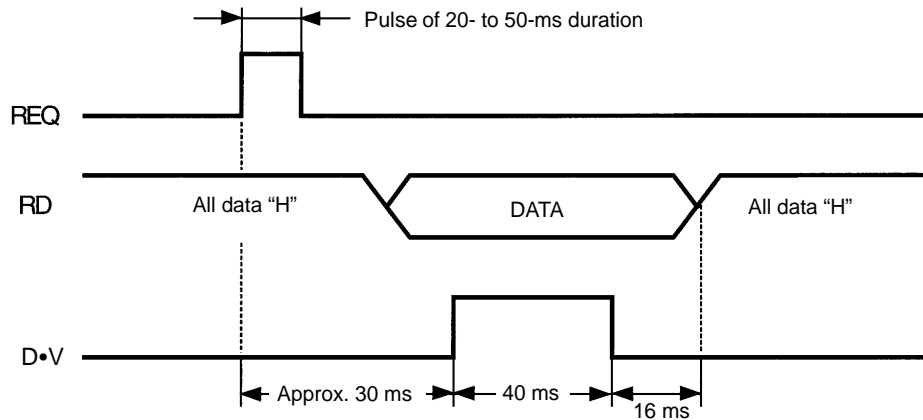 Pulse of 20- to 50-ms duration
REQ
RD
All data “H”
DATA
All data “H”
D•V
Approx. 30 ms
40 ms
16 ms